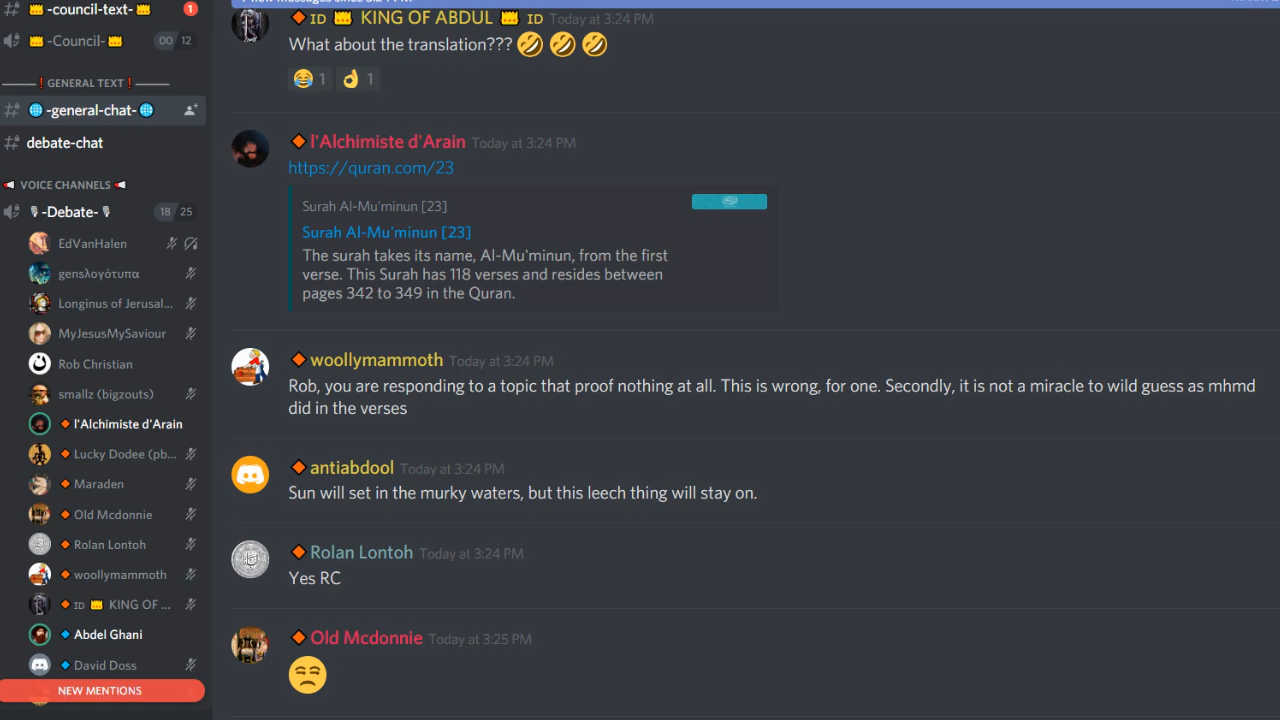 -council-text-
1
-Council-
00 12
GENERAL TEXT
-general-chat-
debate-chat
VOICE CHANNELS
-Debate-
18 25
EdVanHalen
genslογότυπα
Longinus of Jerusal...
MyJesusMySaviour
Rob Christian
smallz (bigzouts)
l'Alchimiste d'Arain
Lucky Dodee (pb...
Maraden
Old Mcdonnie
Rolan Lontoh
woollymammoth
ID KING OF ...
Abdel Ghani
David Doss
NEW MENTIONS
ID KING OF ABDUL ID Today at 3:24 PM
What about the translation??? 🤣 🤣 🤣
😂 1 👌 1
l'Alchimiste d'Arain Today at 3:24 PM
https://quran.com/23
Surah Al-Mu'minun [23]
Surah Al-Mu'minun [23]
The surah takes its name, Al-Mu'minun, from the first
verse. This Surah has 118 verses and resides between
pages 342 to 349 in the Quran.
woollymammoth Today at 3:24 PM
Rob, you are responding to a topic that proof nothing at all. This is wrong, for one. Secondly, it is not a miracle to wild guess as mhmd
did in the verses
antiabdool Today at 3:24 PM
Sun will set in the murky waters, but this leech thing will stay on.
Rolan Lontoh Today at 3:24 PM
Yes RC
Old Mcdonnie Today at 3:25 PM